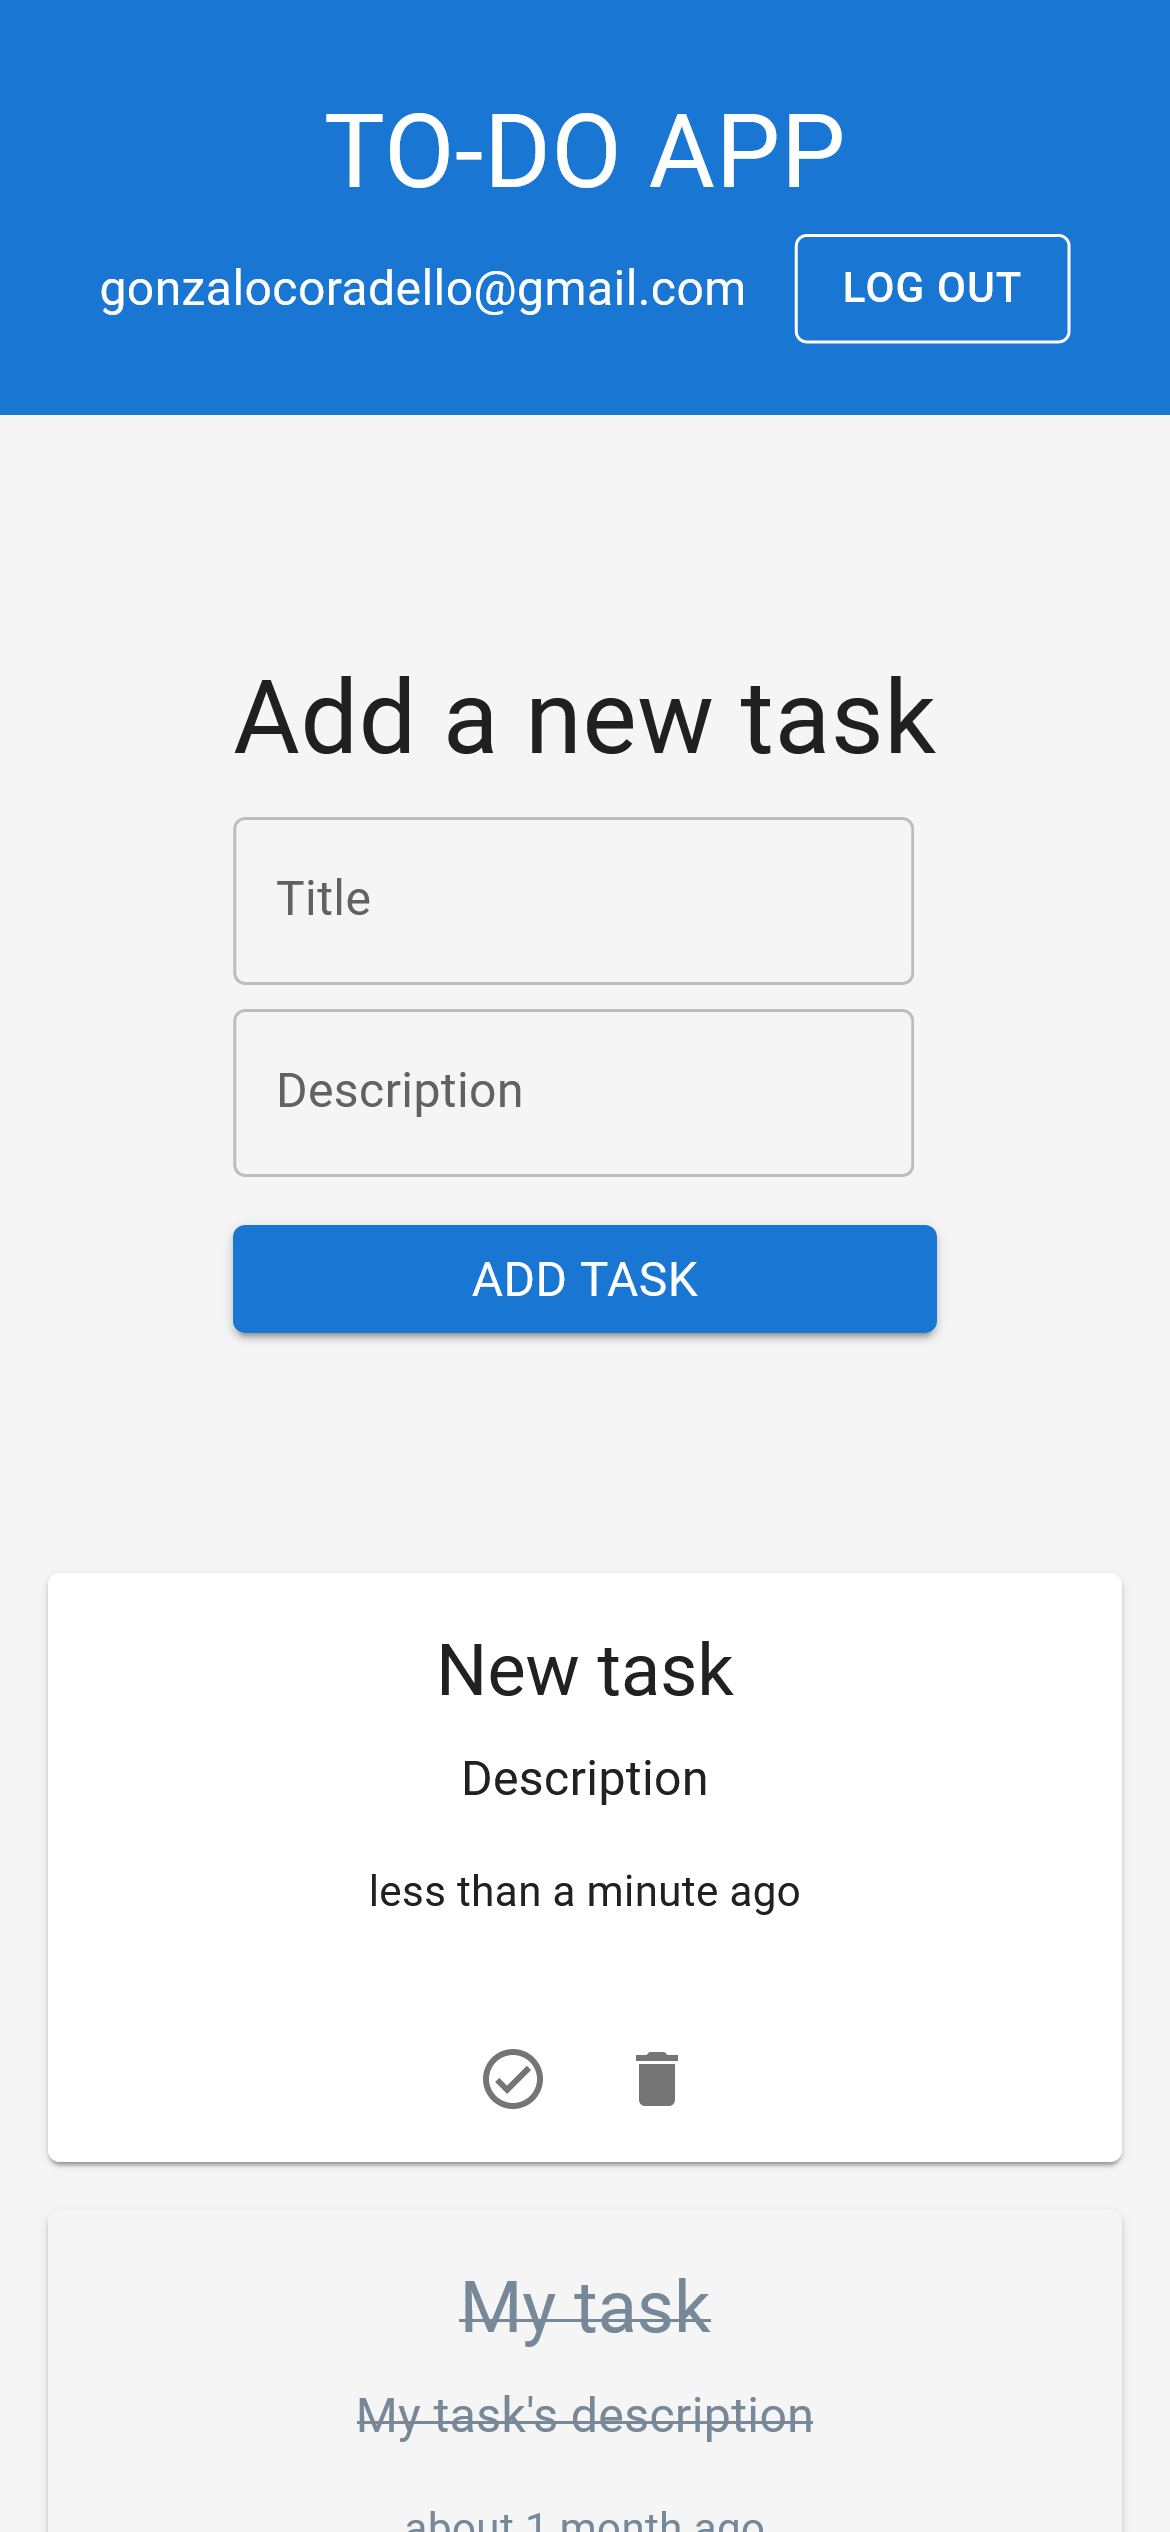 TO-DO APP
gonzalocoradello@gmail.com LOG OUT
Add a new task
Title
Description
ADD TASK
New task
Description
less than a minute ago
My task
My task's description
about 1 month ago